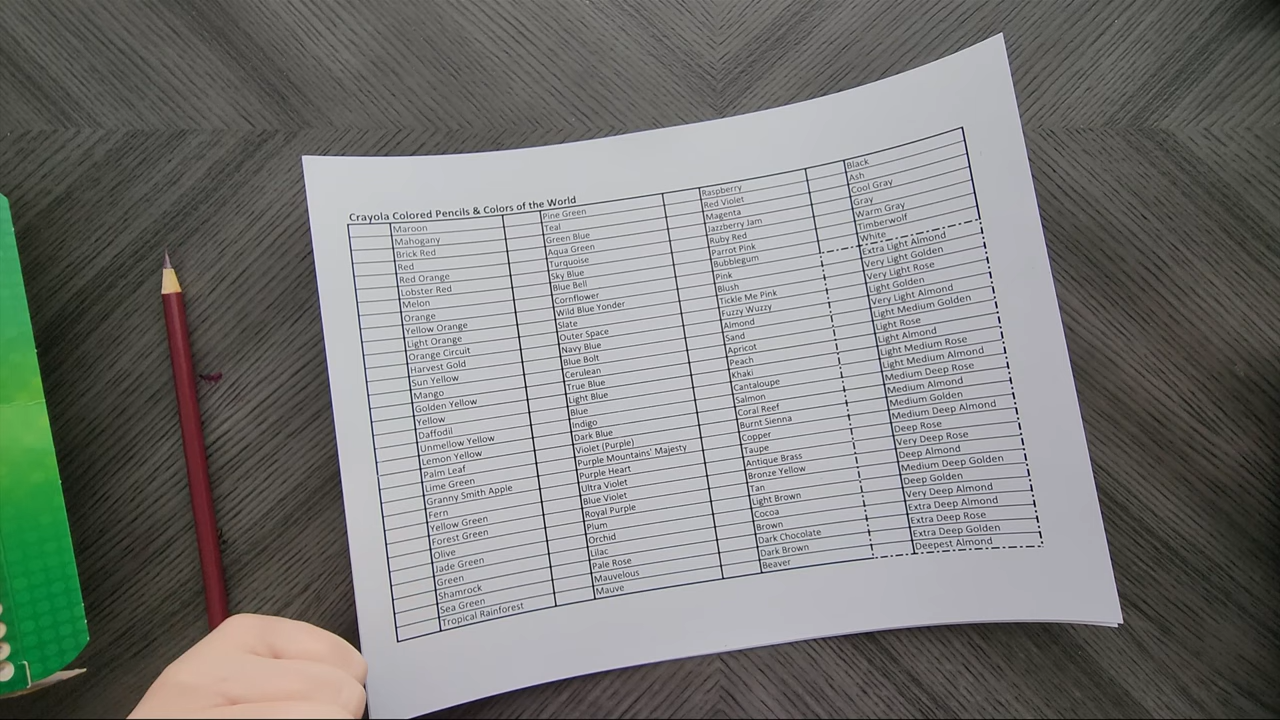 Crayola Colored Pencils & Colors of the World
Maroon
Mahogany
Brick Red
Red
Red Orange
Lobster Red
Melon
Orange
Yellow Orange
Light Orange
Orange Circuit
Harvest Gold
Sun Yellow
Mango
Golden Yellow
Yellow
Daffodil
Unmellow Yellow
Lemon Yellow
Palm Leaf
Lime Green
Granny Smith Apple
Fern
Yellow Green
Forest Green
Olive
Jade Green
Green
Shamrock
Sea Green
Tropical Rainforest
Pine Green
Teal
Green Blue
Aqua Green
Turquoise
Sky Blue
Blue Bell
Cornflower
Wild Blue Yonder
Slate
Outer Space
Navy Blue
Blue Bolt
Cerulean
True Blue
Light Blue
Blue
Indigo
Dark Blue
Violet (Purple)
Purple Mountains' Majesty
Purple Heart
Ultra Violet
Blue Violet
Royal Purple
Plum
Orchid
Lilac
Pale Rose
Mauvelous
Mauve
Raspberry
Red Violet
Magenta
Jazzberry Jam
Ruby Red
Parrot Pink
Bubblegum
Pink
Blush
Tickle Me Pink
Fuzzy Wuzzy
Almond
Sand
Apricot
Peach
Khaki
Cantaloupe
Salmon
Coral Reef
Burnt Sienna
Copper
Taupe
Antique Brass
Bronze Yellow
Tan
Light Brown
Cocoa
Brown
Dark Chocolate
Dark Brown
Beaver
Black
Ash
Cool Gray
Gray
Warm Gray
Timberwolf
White
Extra Light Almond
Very Light Golden
Very Light Rose
Light Golden
Very Light Almond
Light Medium Golden
Light Rose
Light Almond
Light Medium Rose
Light Medium Almond
Medium Deep Rose
Medium Almond
Medium Golden
Medium Deep Almond
Deep Rose
Very Deep Rose
Deep Almond
Medium Deep Golden
Deep Golden
Very Deep Almond
Extra Deep Almond
Extra Deep Rose
Extra Deep Golden
Deepest Almond